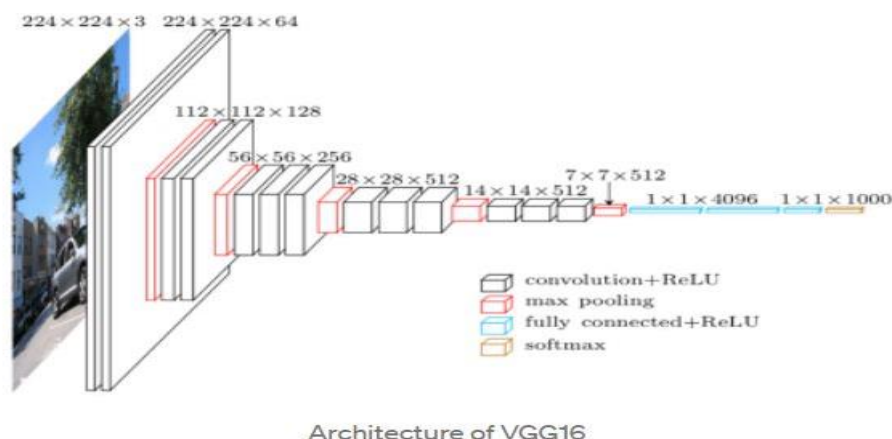 224×224×3
224×224×64
112×112×128
56×56×256
28×28×512
14×14×512
7×7×512
1×1×4096
1×1×1000
convolution+ReLU
max pooling
fully connected+ReLU
softmax
Architecture of VGG16